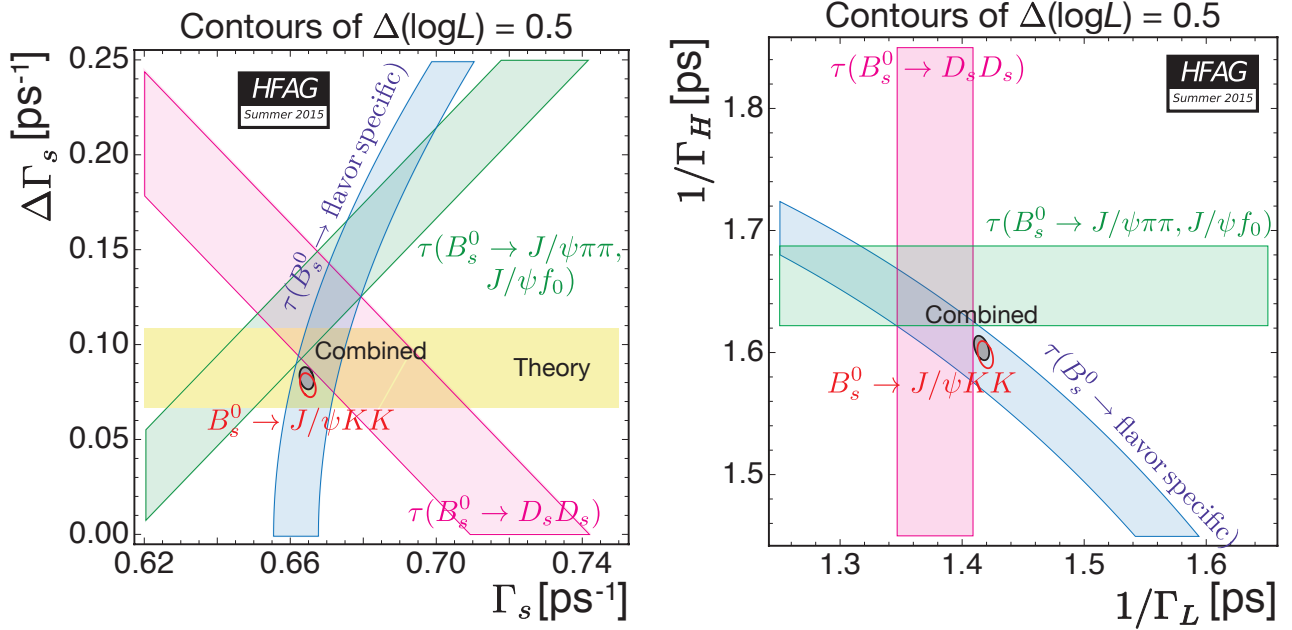 Contours of Δ(logL) = 0.5
ΔΓs [ps-1]
0.25
0.20
0.15
0.10
0.05
0.00
HFAG
Summer 2015
τ(B0s → flavor specific)
τ(B0s → J/ψππ,
J/ψf0)
Combined
Theory
B0s → J/ψKK
τ(B0s → DsDs)
0.62
0.66
0.70
0.74
Γs [ps-1]
Contours of Δ(logL) = 0.5
1/ΓH [ps]
1.8
1.7
1.6
1.5
τ(B0s → DsDs)
HFAG
Summer 2015
τ(B0s → J/ψππ, J/ψf0)
Combined
B0s → J/ψKK
τ(B0s → flavor specific)
1.3
1.4
1.5
1.6
1/ΓL [ps]